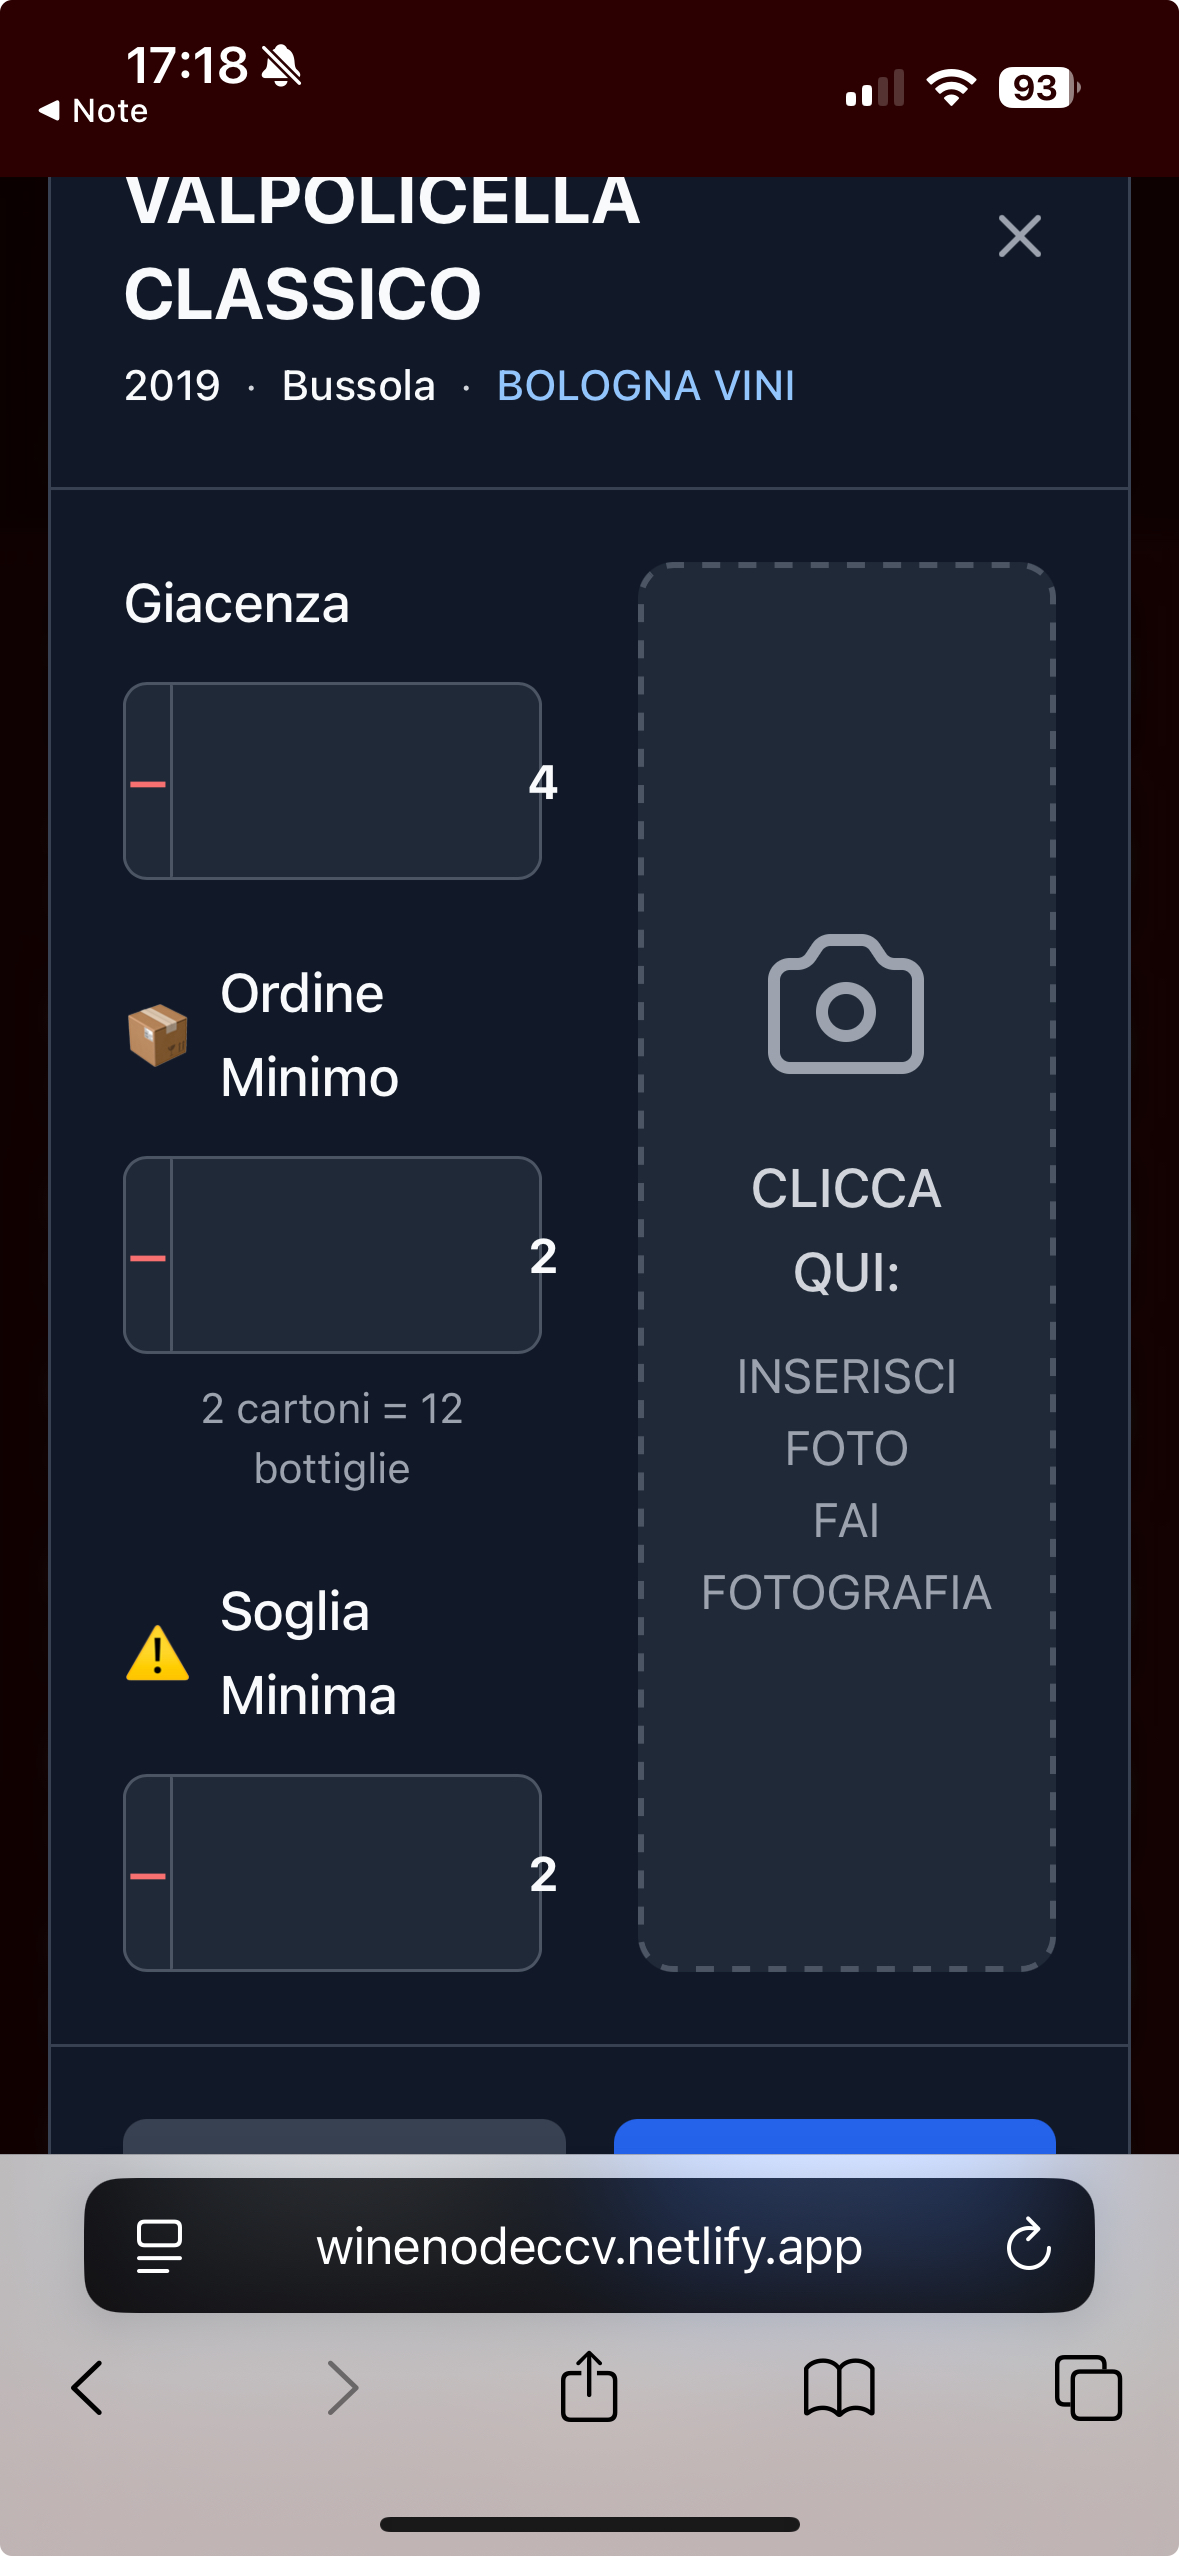 17:18
Note
93
VALPOLICELLA
CLASSICO
2019 · Bussola · BOLOGNA VINI
Giacenza
− 4
Ordine
Minimo
− 2
2 cartoni = 12
bottiglie
Soglia
Minima
− 2
CLICCA
QUI:
INSERISCI
FOTO
FAI
FOTOGRAFIA
winenodeccv.netlify.app